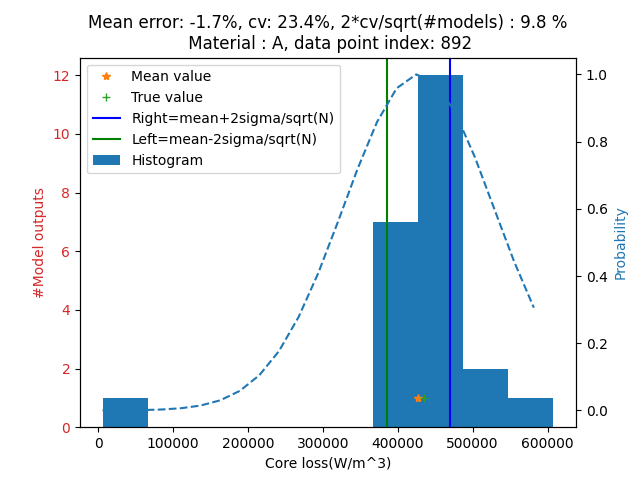 Mean error: -1.7%, cv: 23.4%, 2*cv/sqrt(#models) : 9.8 %
Material : A, data point index: 892
Mean value
True value
Right=mean+2sigma/sqrt(N)
Left=mean-2sigma/sqrt(N)
Histogram
#Model outputs
12
10
8
6
4
2
0
1.0
0.8
0.6
0.4
0.2
0.0
Probability
0 100000 200000 300000 400000 500000 600000
Core loss(W/m^3)